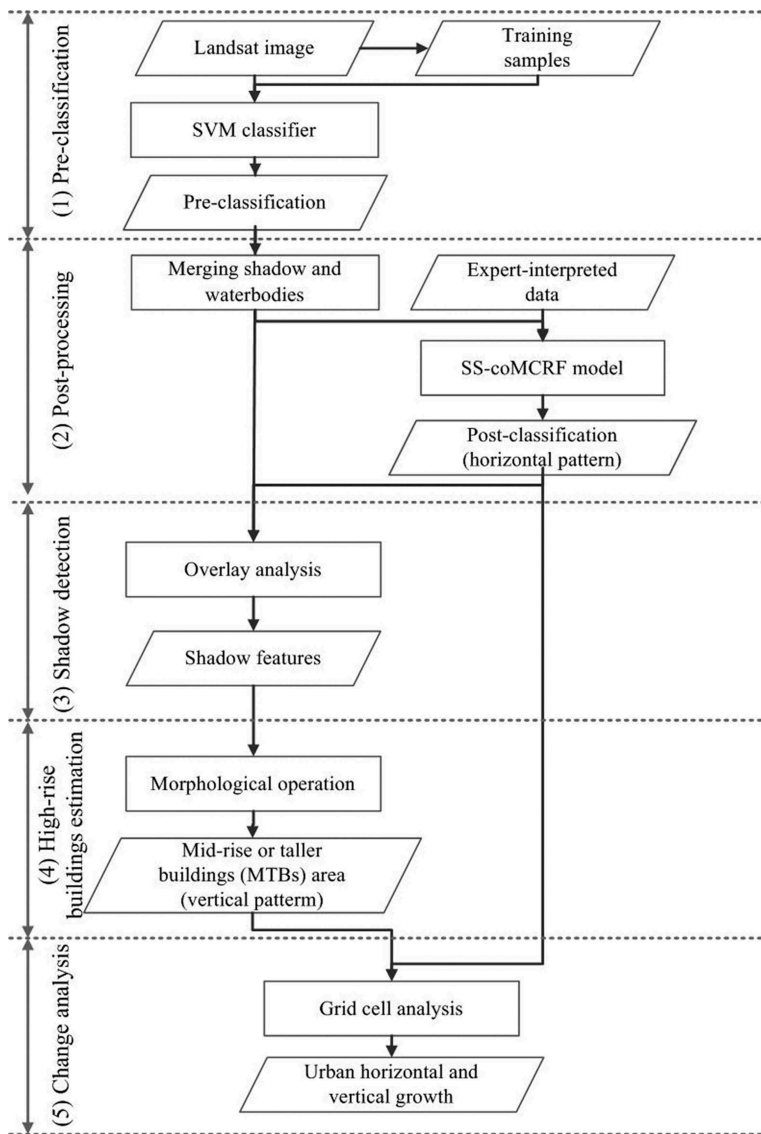 (1) Pre-classification
Landsat image
Training
samples
SVM classifier
Pre-classification
(2) Post-processing
Merging shadow and
waterbodies
Expert-interpreted
data
SS-coMCRF model
Post-classification
(horizontal pattern)
(3) Shadow detection
Overlay analysis
Shadow features
(4) High-rise
buildings estimation
Morphological operation
Mid-rise or taller
buildings (MTBs) area
(vertical patterm)
(5) Change analysis
Grid cell analysis
Urban horizontal and
vertical growth